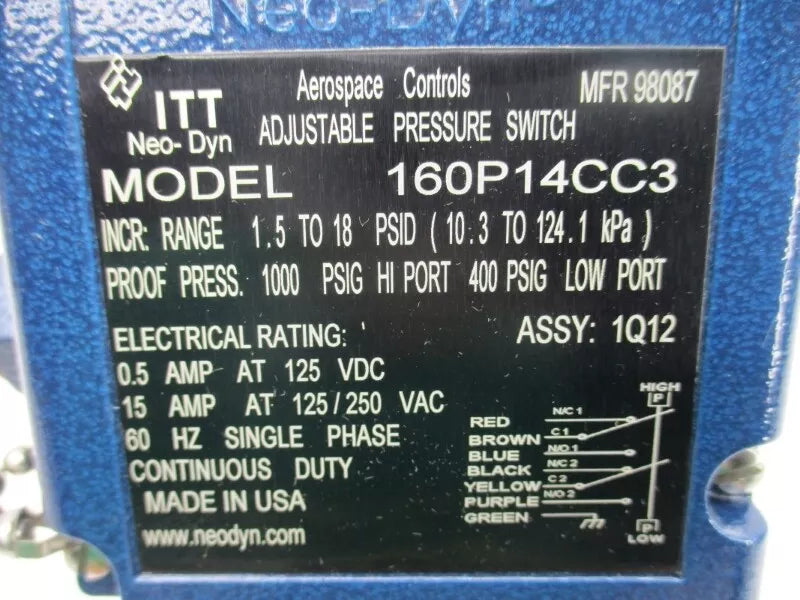 Neo-Dyn®
ITT
Neo-Dyn
Aerospace Controls
MFR 98087
ADJUSTABLE PRESSURE SWITCH
MODEL 160P14CC3
INCR: RANGE 1.5 TO 18 PSID ( 10.3 TO 124.1 kPa )
PROOF PRESS. 1000 PSIG HI PORT 400 PSIG LOW PORT
ELECTRICAL RATING:
ASSY: 1Q12
0.5 AMP AT 125 VDC
15 AMP AT 125/250 VAC
60 HZ SINGLE PHASE
CONTINUOUS DUTY
MADE IN USA
www.neodyn.com
HIGH
P
RED N/C 1
BROWN C 1
BLUE N/O 1
BLACK N/C 2
YELLOW C 2
PURPLE N/O 2
GREEN
P
LOW